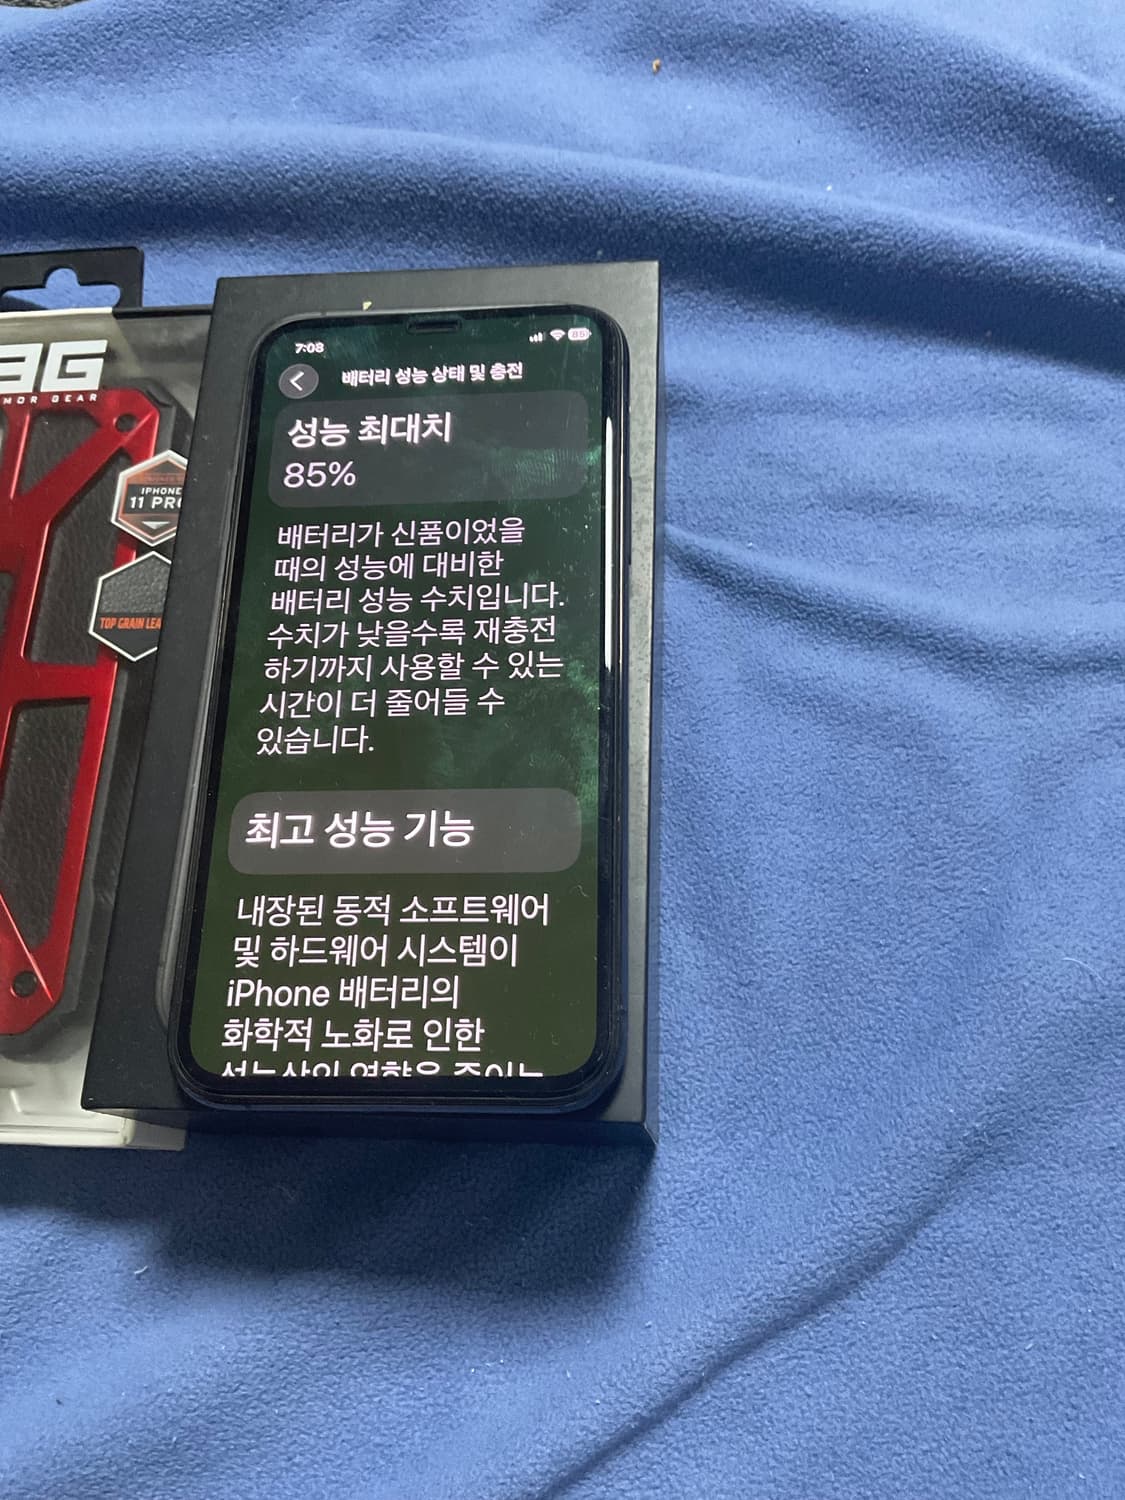 7:08
85
배터리 성능 상태 및 충전
성능 최대치
85%
배터리가 신품이었을
때의 성능에 대비한
배터리 성능 수치입니다.
수치가 낮을수록 재충전
하기까지 사용할 수 있는
시간이 더 줄어들 수
있습니다.
최고 성능 기능
내장된 동적 소프트웨어
및 하드웨어 시스템이
iPhone 배터리의
화학적 노화로 인한
AG
MOR GEAR
IPHONE
11 PRO
TOP GRAIN LEA